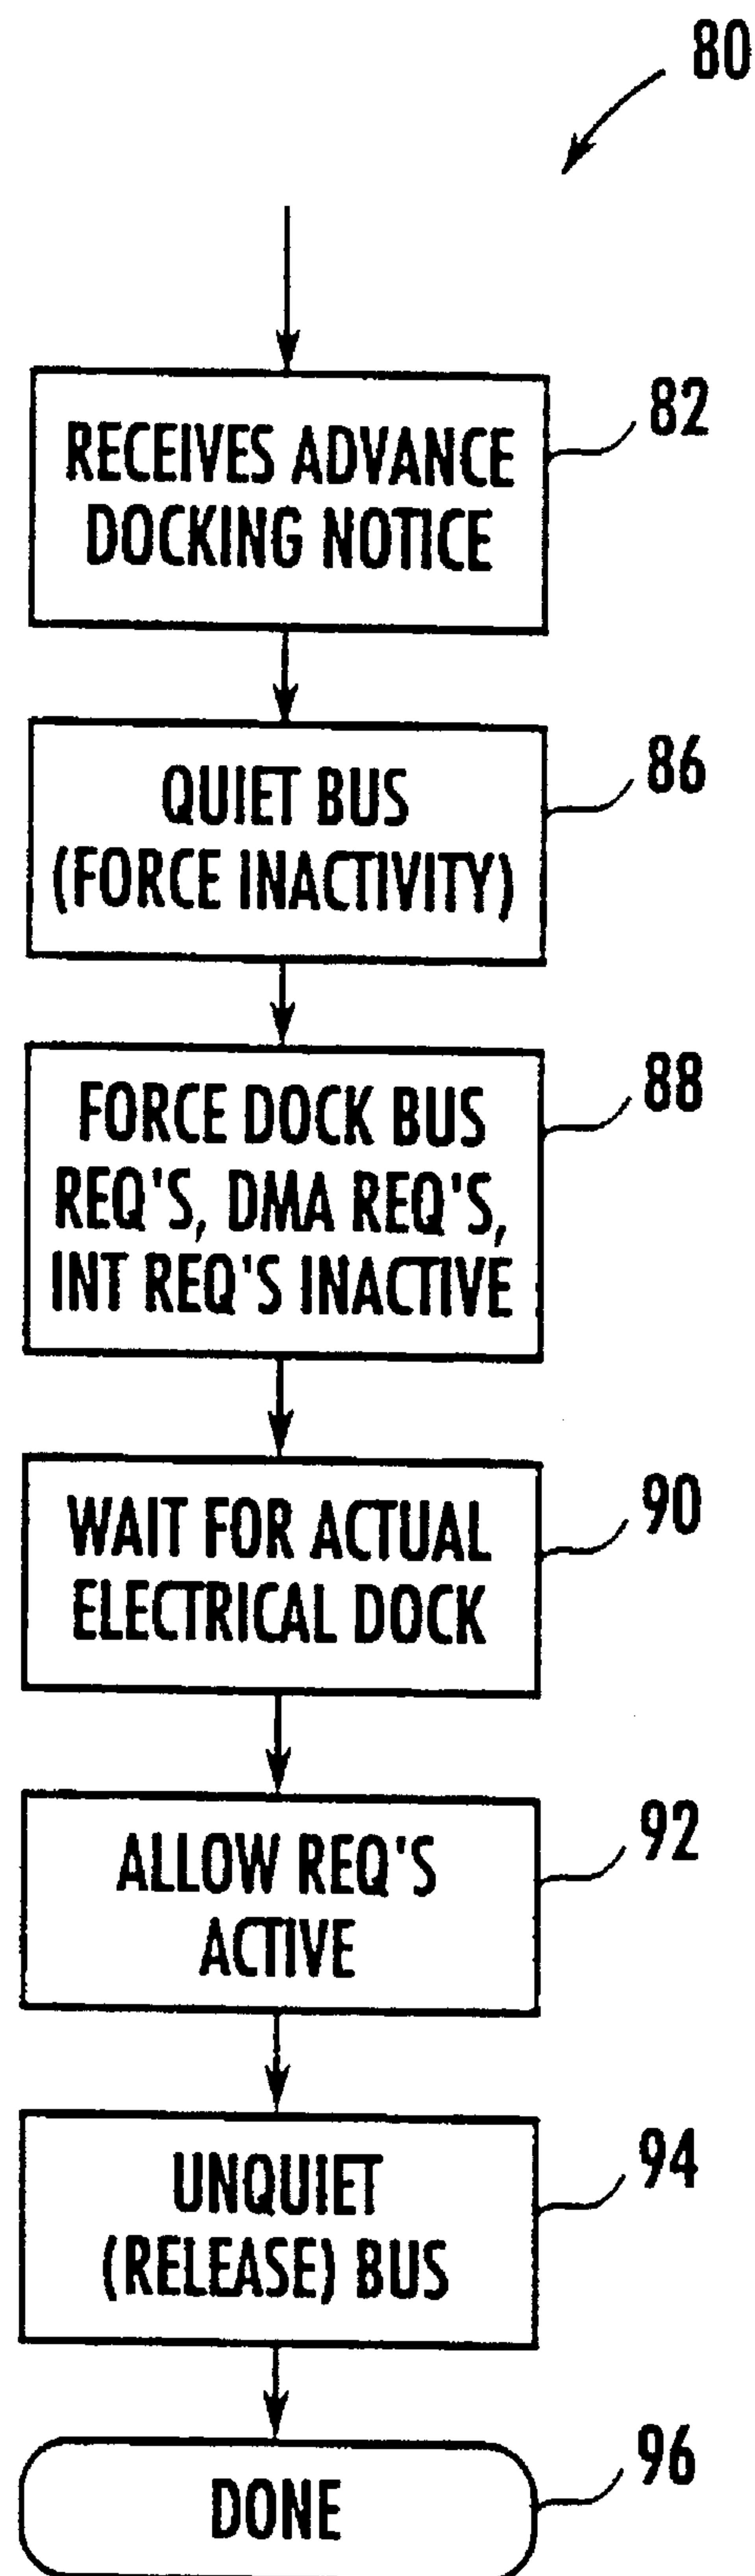 80
RECEIVES ADVANCE
DOCKING NOTICE
82
QUIET BUS
(FORCE INACTIVITY)
86
FORCE DOCK BUS
REQ'S, DMA REQ'S,
INT REQ'S INACTIVE
88
WAIT FOR ACTUAL
ELECTRICAL DOCK
90
ALLOW REQ'S
ACTIVE
92
UNQUIET
(RELEASE) BUS
94
DONE
96